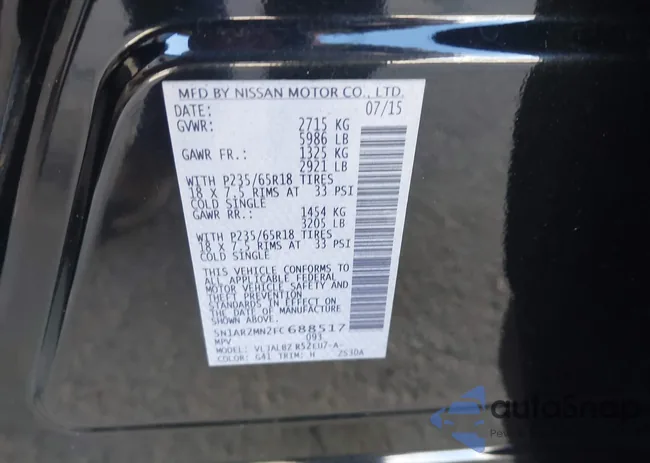 MFD BY NISSAN MOTOR CO., LTD.
DATE: 07/15
GVWR: 2715 KG
5986 LB
GAWR FR.: 1325 KG
2921 LB
WITH P235/65R18 TIRES
18 X 7.5 RIMS AT 33 PSI
COLD SINGLE
GAWR RR.: 1454 KG
3205 LB
WITH P235/65R18 TIRES
18 X 7.5 RIMS AT 33 PSI
COLD SINGLE
THIS VEHICLE CONFORMS TO
ALL APPLICABLE FEDERAL
MOTOR VEHICLE SAFETY AND
THEFT PREVENTION
STANDARDS IN EFFECT ON
THE DATE OF MANUFACTURE
SHOWN ABOVE.
5N1AR2MN2FC688517
MPV 093
MODEL: R52EU7-A-
COLOR: G41 TRIM: H 2530A
autoSnap